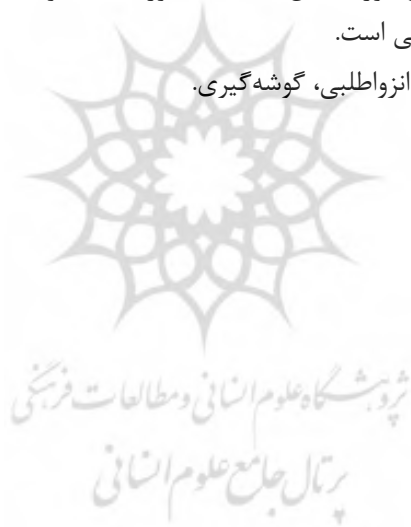 ی است.
انزواطلبی، گوشه‌گیری.
پژوهشگاه علوم انسانی و مطالعات فرهنگی
پرتال جامع علوم انسانی